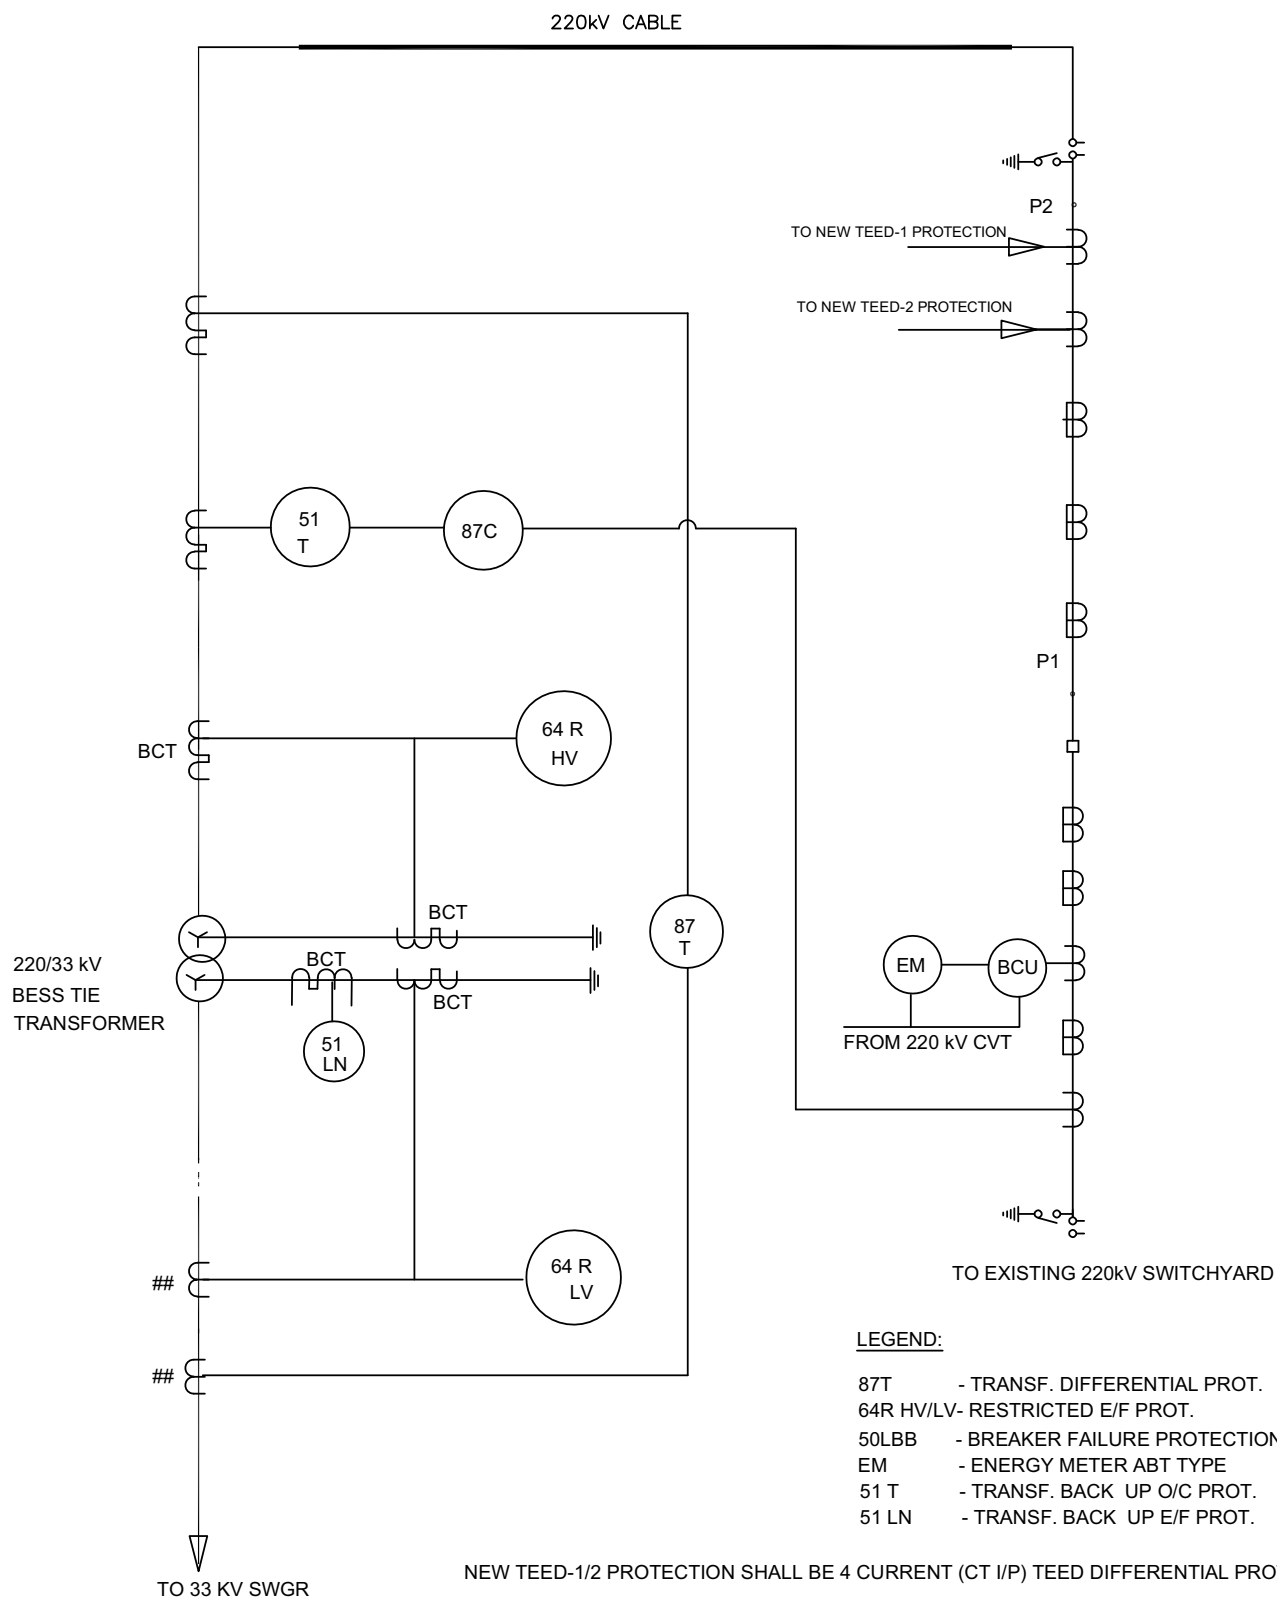 220kV CABLE
P2
TO NEW TEED-1 PROTECTION
TO NEW TEED-2 PROTECTION
51
T
87C
P1
BCT
64 R
HV
BCT
87
T
220/33 kV
BESS TIE
TRANSFORMER
BCT
BCT
51
LN
EM
BCU
FROM 220 kV CVT
##
64 R
LV
TO EXISTING 220kV SWITCHYARD
##
LEGEND:
87T - TRANSF. DIFFERENTIAL PROT.
64R HV/LV- RESTRICTED E/F PROT.
50LBB - BREAKER FAILURE PROTECTION
EM - ENERGY METER ABT TYPE
51 T - TRANSF. BACK UP O/C PROT.
51 LN - TRANSF. BACK UP E/F PROT.
NEW TEED-1/2 PROTECTION SHALL BE 4 CURRENT (CT I/P) TEED DIFFERENTIAL PRO
TO 33 KV SWGR